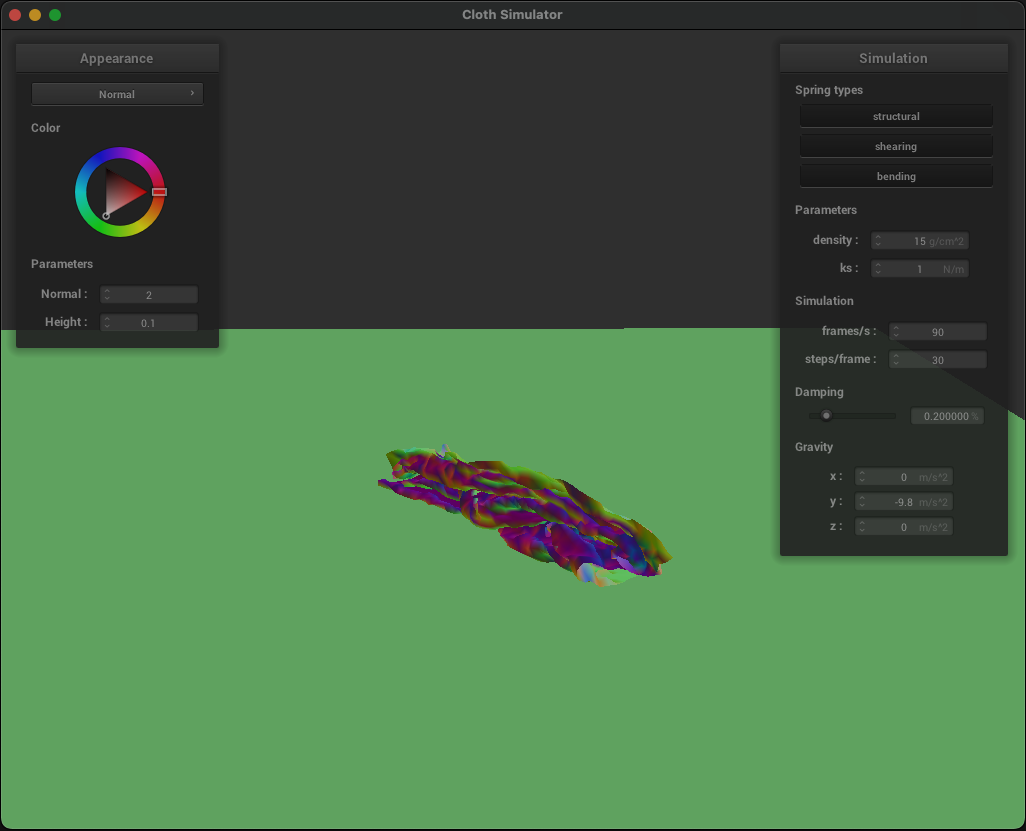 Cloth Simulator
Appearance
Normal
Color
Parameters
Normal : 2
Height : 0.1
Simulation
Spring types
structural
shearing
bending
Parameters
density : 15 g/cm^2
ks : 1 N/m
Simulation
frames/s : 90
steps/frame : 30
Damping
0.200000 %
Gravity
x : 0 m/s^2
y : -9.8 m/s^2
z : 0 m/s^2